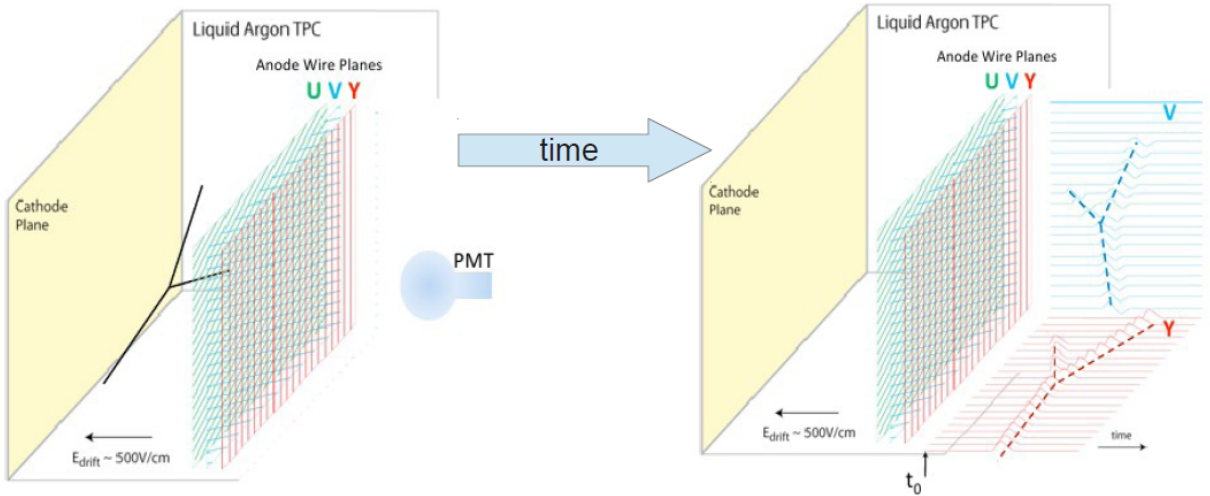 Liquid Argon TPC
Anode Wire Planes
U V Y
Cathode
Plane
PMT
E_drift ~ 500V/cm
time
Liquid Argon TPC
Anode Wire Planes
U V Y
V
Cathode
Plane
Y
E_drift ~ 500V/cm
time
t_0